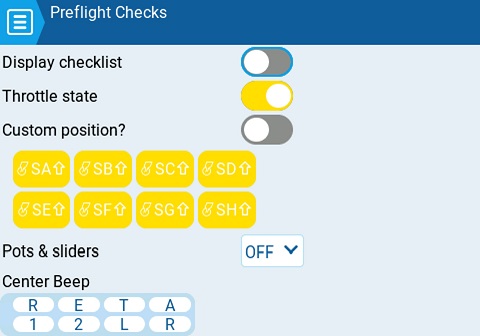 Preflight Checks
Display checklist
Throttle state
Custom position?
SA⇧ SB⇧ SC⇧ SD⇧
SE⇧ SF⇧ SG⇧ SH⇧
Pots & sliders OFF
Center Beep
R E T A
1 2 L R